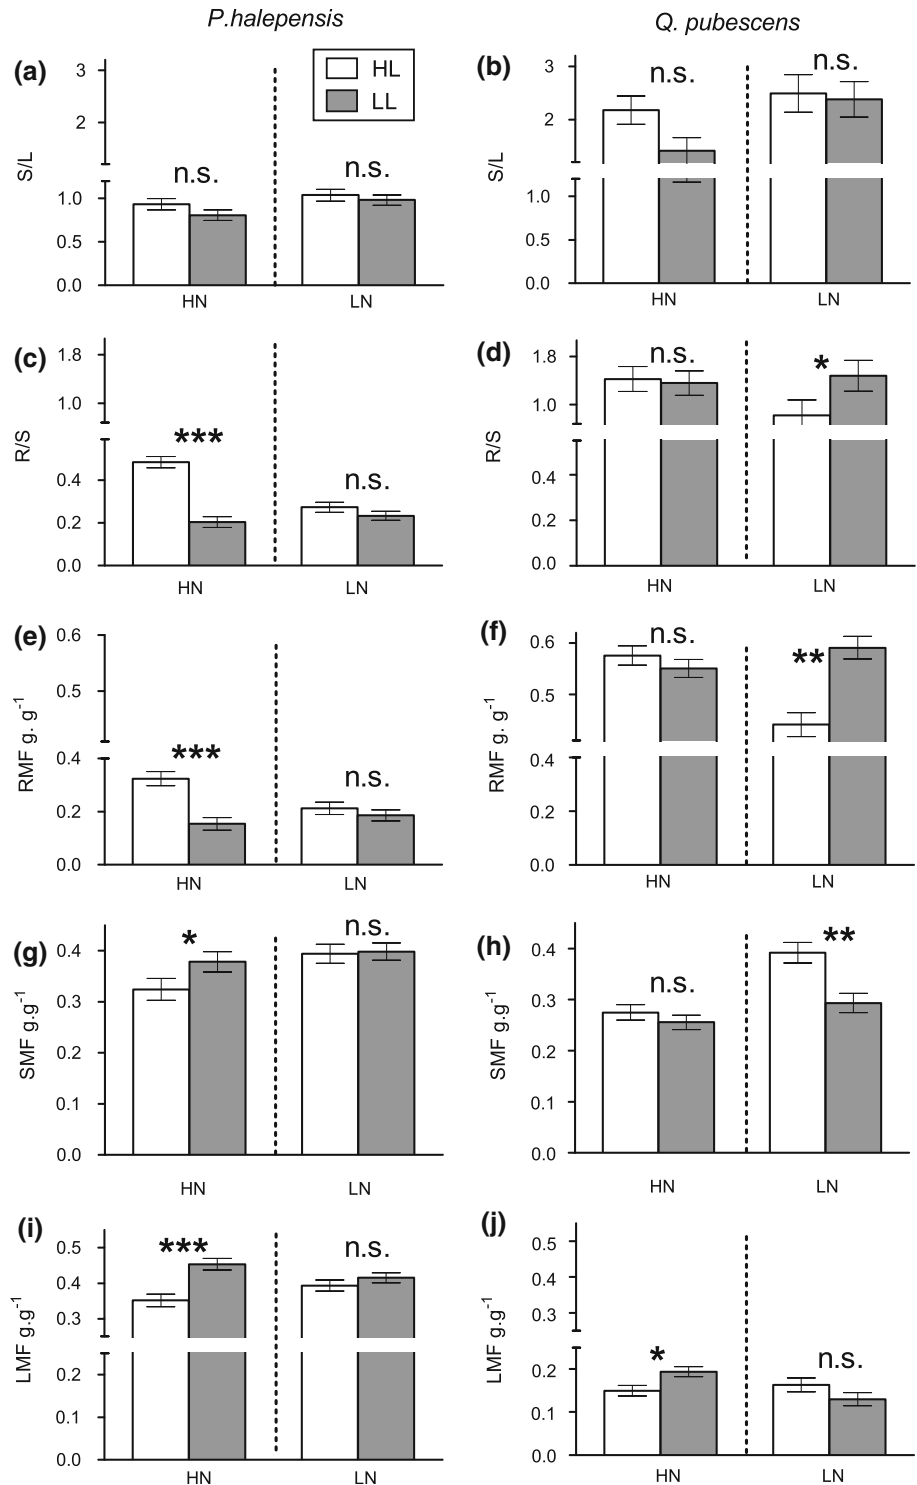 P.halepensis
Q. pubescens
(a)
HL
LL
3
2
1.0
0.5
0.0
S/L
n.s.
n.s.
HN
LN
(b)
3
2
1.0
0.5
0.0
S/L
n.s.
n.s.
HN
LN
(c)
1.8
1.0
0.4
0.2
0.0
R/S
***
n.s.
HN
LN
(d)
1.8
1.0
0.4
0.2
0.0
R/S
n.s.
*
HN
LN
(e)
0.6
0.5
0.4
0.2
0.0
RMF g. g-1
***
n.s.
HN
LN
(f)
0.6
0.5
0.4
0.2
0.0
RMF g. g-1
n.s.
**
HN
LN
(g)
0.4
0.3
0.2
0.1
0.0
SMF g.g-1
*
n.s.
HN
LN
(h)
0.4
0.3
0.2
0.1
0.0
SMF g.g-1
n.s.
**
HN
LN
(i)
0.5
0.4
0.3
0.2
0.1
0.0
LMF g.g-1
***
n.s.
HN
LN
(j)
0.5
0.4
0.3
0.2
0.1
0.0
LMF g.g-1
*
n.s.
HN
LN